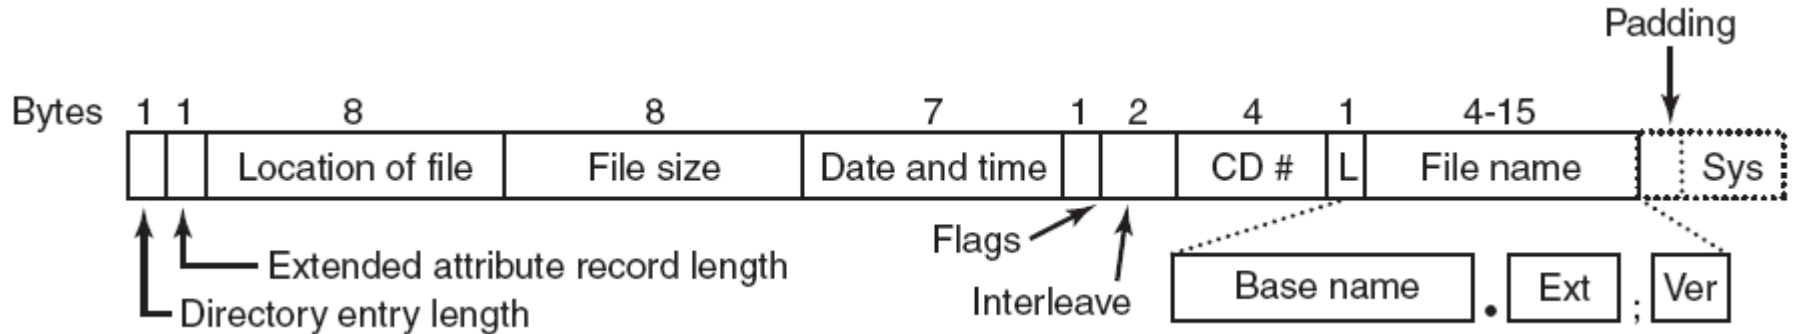 Padding
Bytes 1 1 8 8 7 1 2 4 1 4-15
Location of file File size Date and time CD # L File name Sys
Flags
Extended attribute record length
Base name . Ext ; Ver
Interleave
Directory entry length